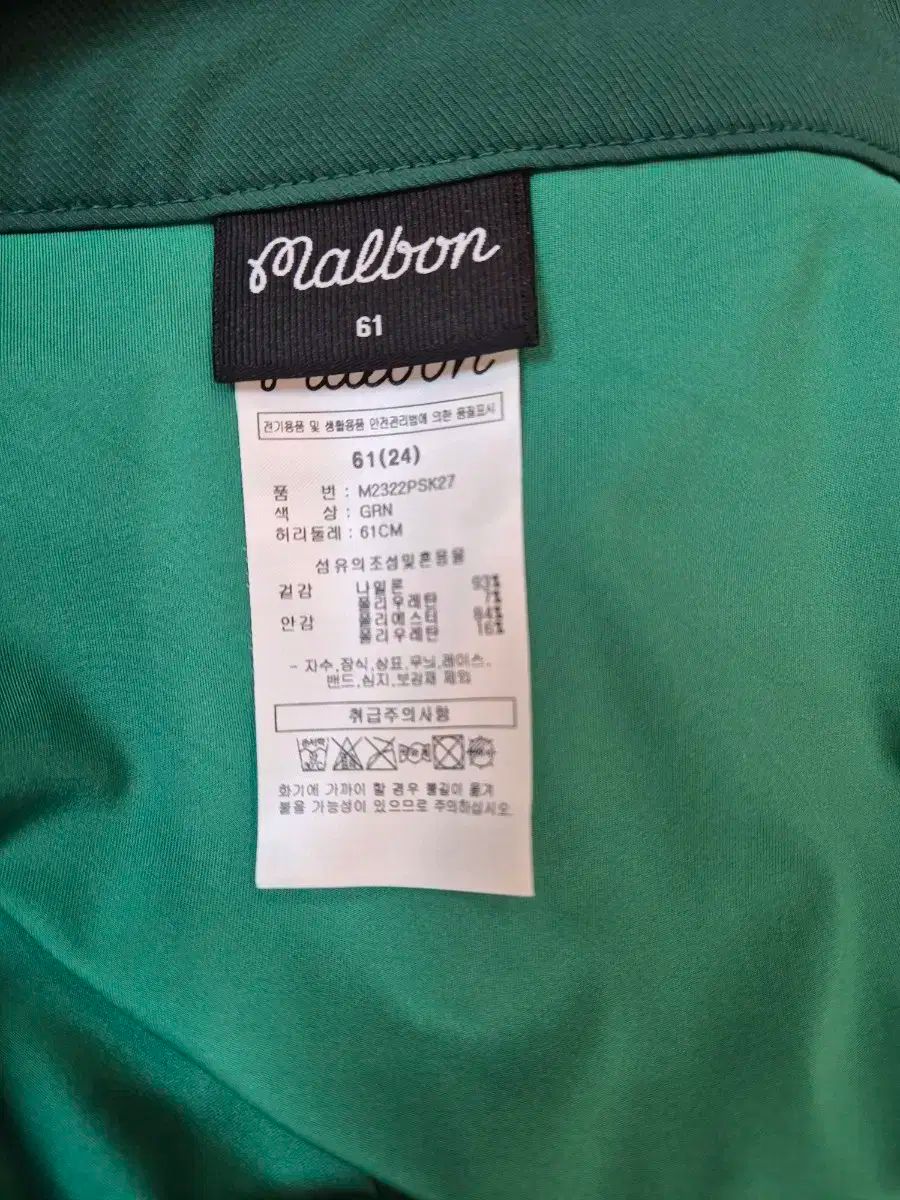 Malbon
61
Malbon
전기용품 및 생활용품 안전관리법에 의한 품질표시
61(24)
품 번 : M2322PSK27
색 상 : GRN
허리둘레 : 61CM
섬유의조성및혼용율
겉감 나일론 93%
폴리우레탄 7%
안감 폴리에스터 84%
폴리우레탄 16%
- 자수,장식,상표,무늬,레이스,
밴드,심지,보강재 제외
취급주의사항
화기에 가까이 할 경우 불길이 옮겨
붙을 가능성이 있으므로 주의하십시오.